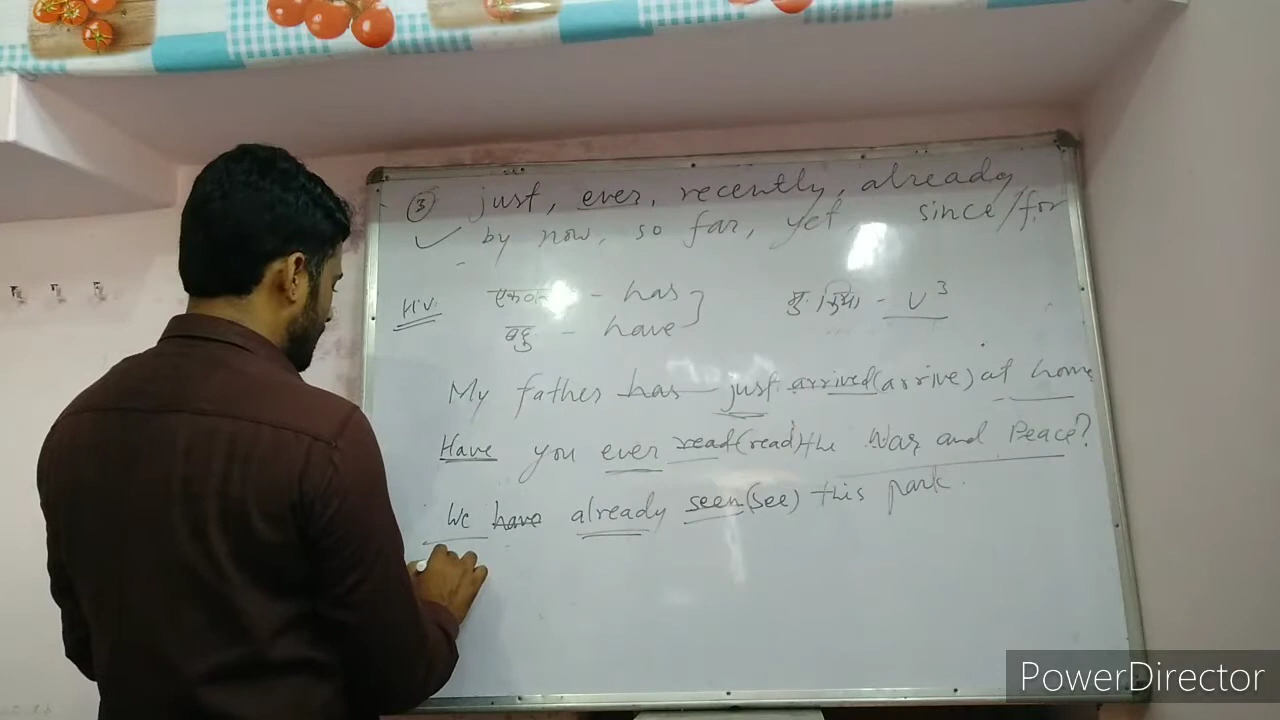 ③ just, ever, recently, already
✓ by now, so far, yet, since/for
H.V. एकव - has
मु. क्रिया - V³
बहु - have
My father has just arrived (arrive) at home
Have you ever read (read) the War and Peace?
We have already seen (see) this park.
PowerDirector